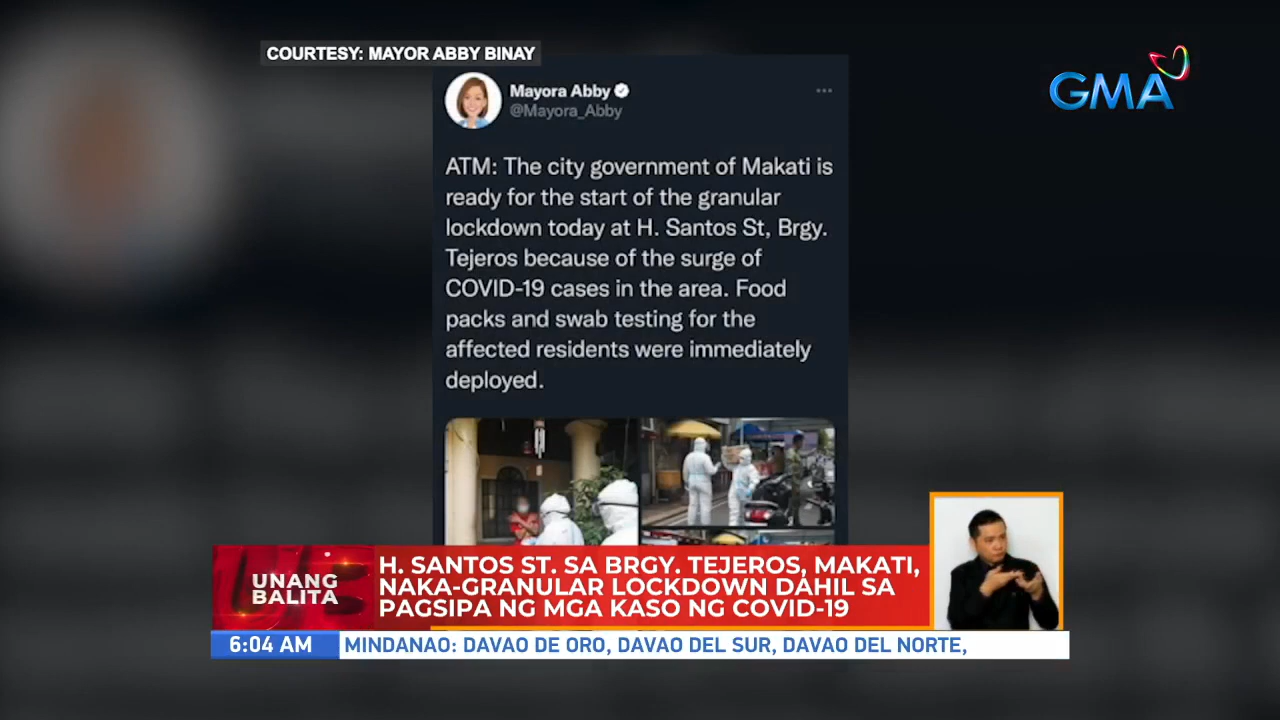 COURTESY: MAYOR ABBY BINAY
GMA
Mayora Abby
@Mayora_Abby
ATM: The city government of Makati is
ready for the start of the granular
lockdown today at H. Santos St, Brgy.
Tejeros because of the surge of
COVID-19 cases in the area. Food
packs and swab testing for the
affected residents were immediately
deployed.
UNANG
BALITA
H. SANTOS ST. SA BRGY. TEJEROS, MAKATI,
NAKA-GRANULAR LOCKDOWN DAHIL SA
PAGSIPA NG MGA KASO NG COVID-19
6:04 AM
MINDANAO: DAVAO DE ORO, DAVAO DEL SUR, DAVAO DEL NORTE,